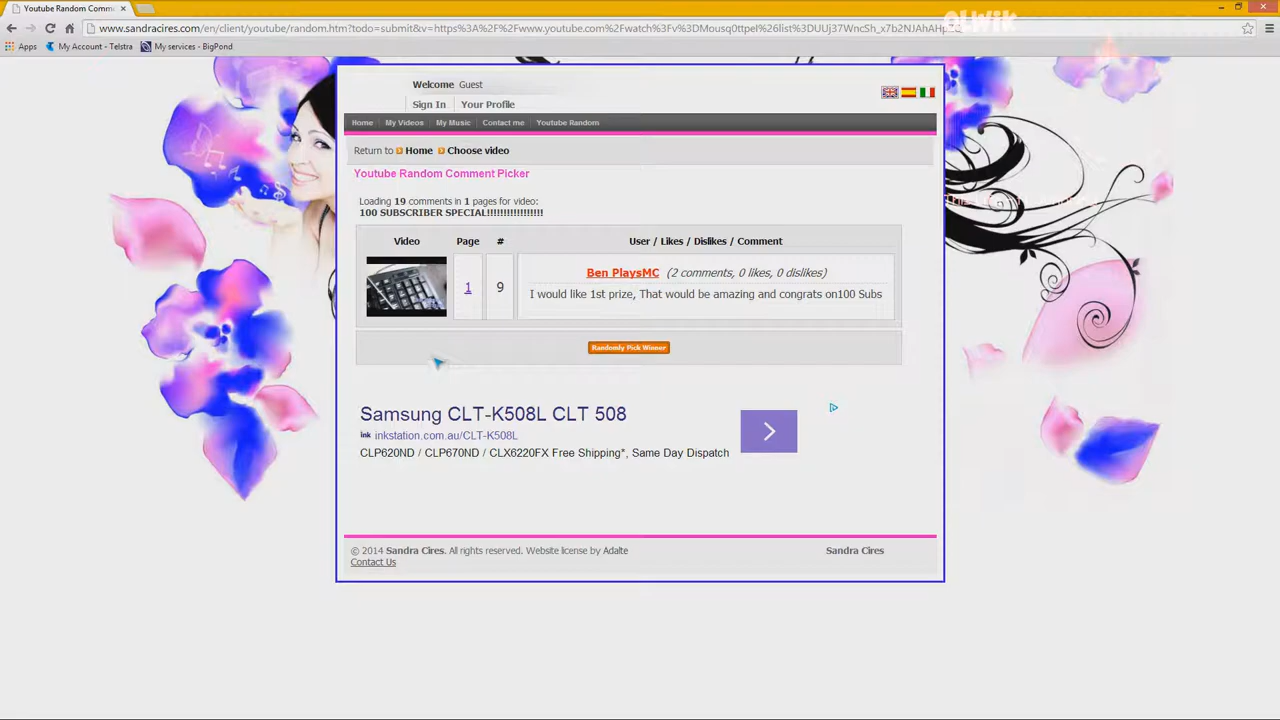 Youtube Random Comm
www.sandracires.com/en/client/youtube/random.htm?todo=submit&v=https%3A%2F%2Fwww.youtube.com%2Fwatch%3Fv%3DMousq0ttpeI%26list%3DUUj37WncSh_x7b2NJAhAHp
Apps My Account - Telstra My services - BigPond
Welcome Guest
Sign In Your Profile
Home My Videos My Music Contact me Youtube Random
Return to Home Choose video
Youtube Random Comment Picker
Loading 19 comments in 1 pages for video:
100 SUBSCRIBER SPECIAL!!!!!!!!!!!!!!!!!
Video Page # User / Likes / Dislikes / Comment
1 9 Ben PlaysMC (2 comments, 0 likes, 0 dislikes)
I would like 1st prize, That would be amazing and congrats on100 Subs
Randomly Pick Winner
Samsung CLT-K508L CLT 508
ink inkstation.com.au/CLT-K508L
CLP620ND / CLP670ND / CLX6220FX Free Shipping*, Same Day Dispatch
© 2014 Sandra Cires. All rights reserved. Website license by Adalte
Sandra Cires
Contact Us